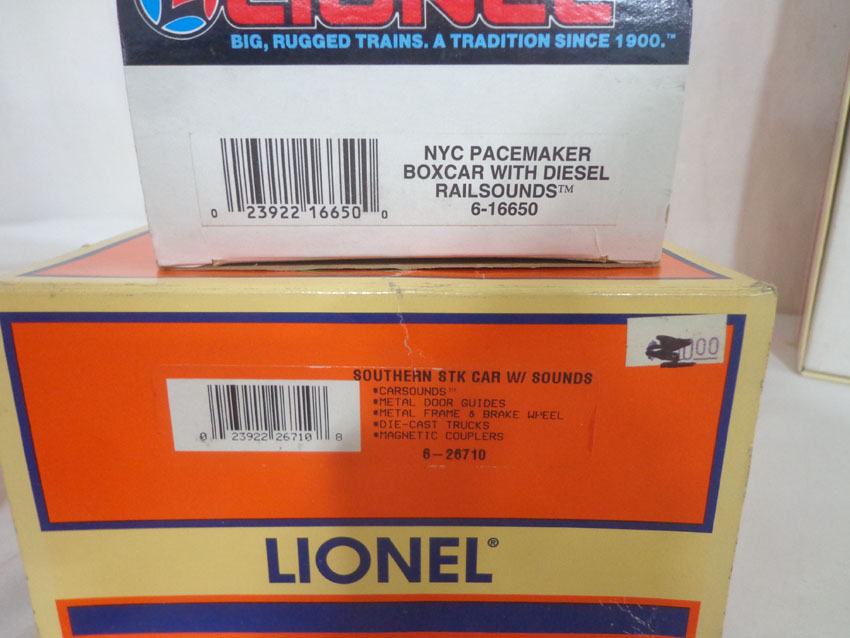 LIONEL
BIG, RUGGED TRAINS. A TRADITION SINCE 1900.™
NYC PACEMAKER
BOXCAR WITH DIESEL
RAILSOUNDS™
6-16650
0 23922 16650 0
00
SOUTHERN STK CAR W/ SOUNDS
*CARSOUNDS™
*METAL DOOR GUIDES
*METAL FRAME & BRAKE WHEEL
*DIE-CAST TRUCKS
*MAGNETIC COUPLERS
6-26710
0 23922 26710 8
LIONEL®